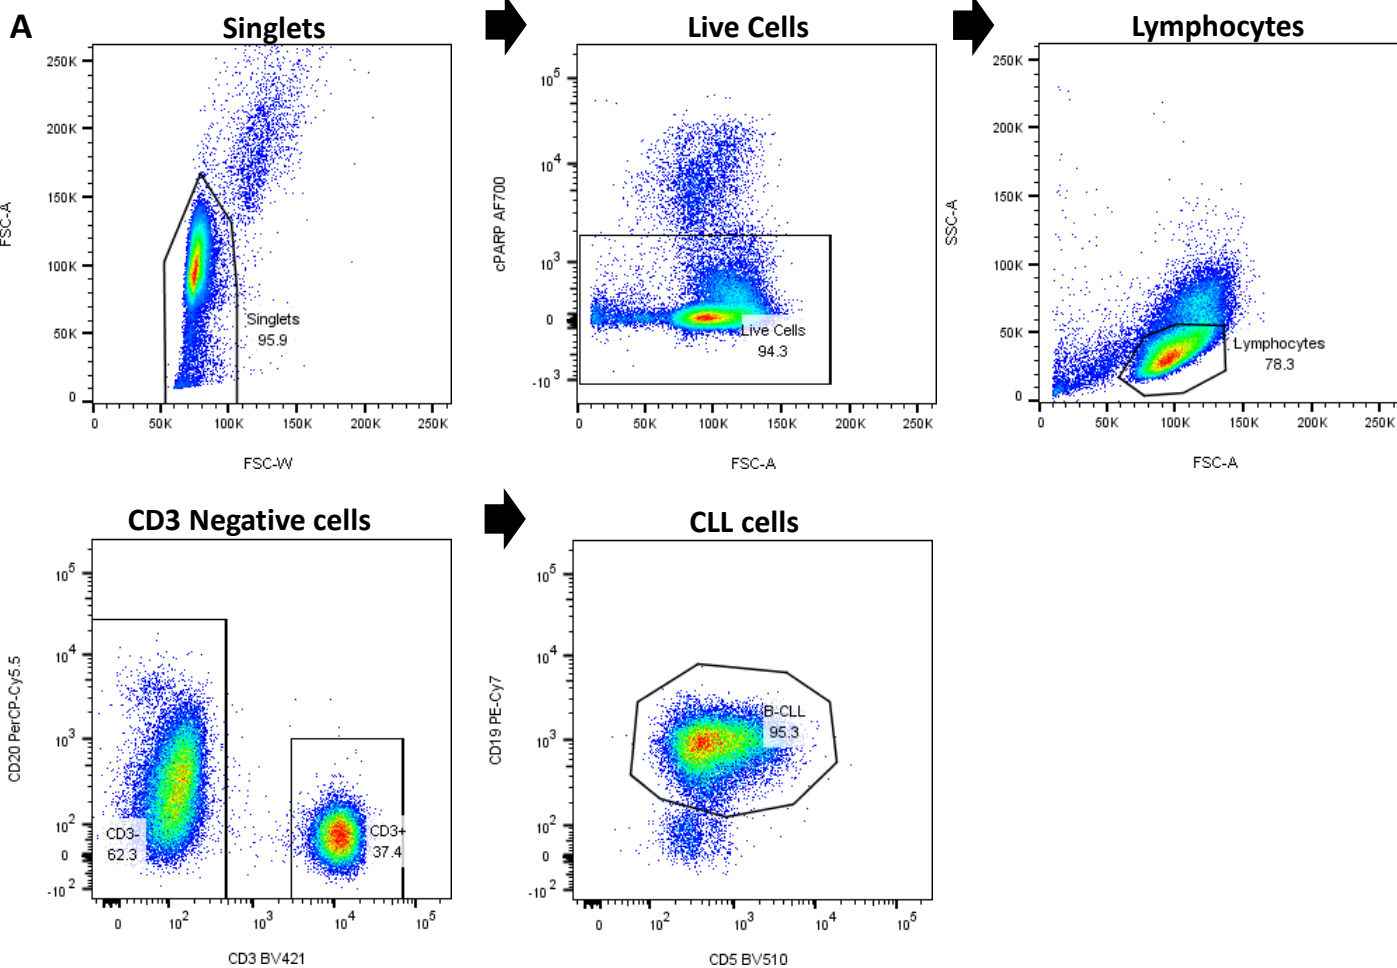 A
Singlets
Live Cells
Lymphocytes
250K
200K
150K
100K
50K
0
FSC-A
Singlets
95.9
0
50K
100K
150K
200K
250K
FSC-W
10^5
10^4
10^3
0
-10^3
cPARP AF700
Live Cells
94.3
0
50K
100K
150K
200K
250K
FSC-A
250K
200K
150K
100K
50K
0
SSC-A
Lymphocytes
78.3
0
50K
100K
150K
200K
250K
FSC-A
CD3 Negative cells
CLL cells
10^5
10^4
10^3
10^2
0
-10^2
CD20 PerCP-Cy5.5
CD3-
62.3
CD3+
37.4
0
10^2
10^3
10^4
10^5
CD3 BV421
10^5
10^4
10^3
10^2
0
-10^2
CD19 PE-Cy7
B-CLL
95.3
0
10^2
10^3
10^4
10^5
CD5 BV510